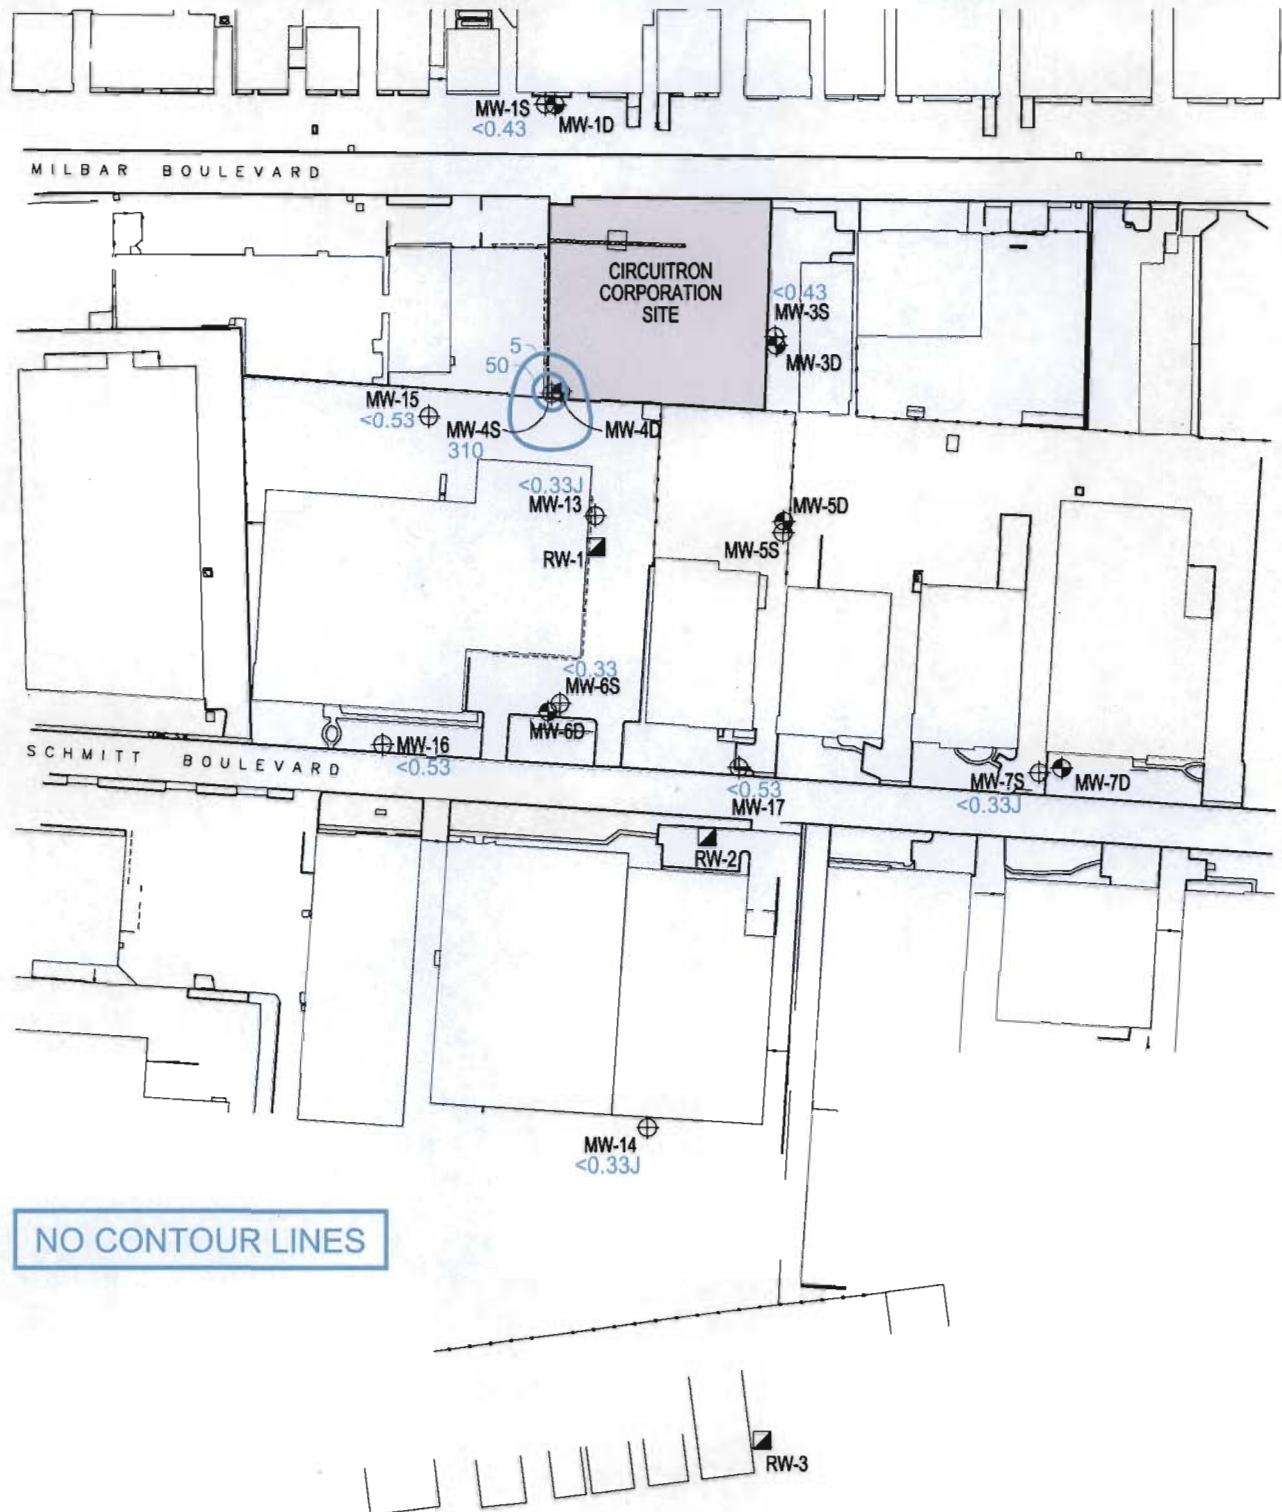 MW-1S
<0.43
MW-1D
MILBAR BOULEVARD
CIRCUITRON
CORPORATION
SITE
<0.43
MW-3S
MW-3D
5
50
MW-15
<0.53
MW-4S
310
MW-4D
<0.33J
MW-13
RW-1
MW-5D
MW-5S
<0.33
MW-6S
MW-6D
MW-16
<0.53
SCHMITT BOULEVARD
<0.53
MW-17
MW-7S
<0.33J
MW-7D
RW-2
MW-14
<0.33J
NO CONTOUR LINES
RW-3